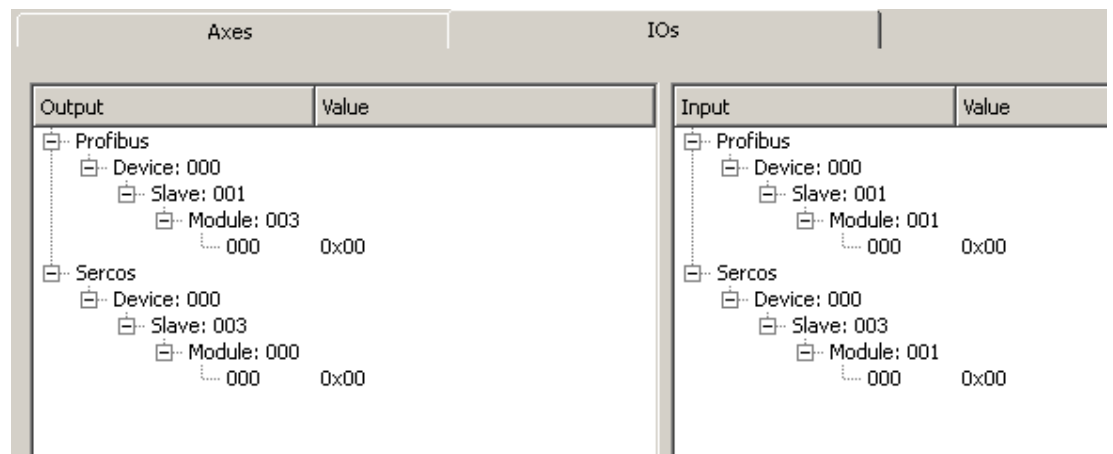 Axes IOs
Output Value
Profibus
Device: 000
Slave: 001
Module: 003
000 0x00
Sercos
Device: 000
Slave: 003
Module: 000
000 0x00
Input Value
Profibus
Device: 000
Slave: 001
Module: 001
000 0x00
Sercos
Device: 000
Slave: 003
Module: 001
000 0x00